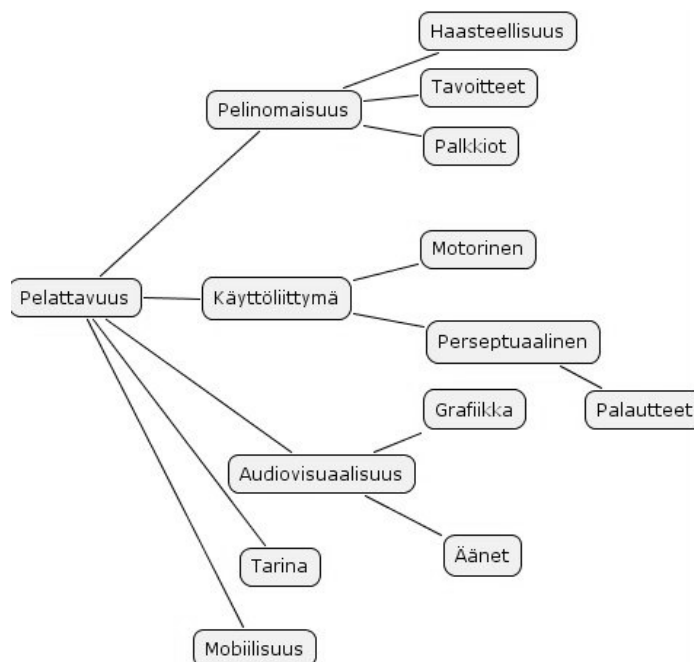 Haasteellisuus
Tavoitteet
Pelinomaisuus
Palkkiot
Motorinen
Pelattavuus
Käyttöliittymä
Perseptuaalinen
Palautteet
Grafiikka
Audiovisuaalisuus
Äänet
Tarina
Mobiilisuus